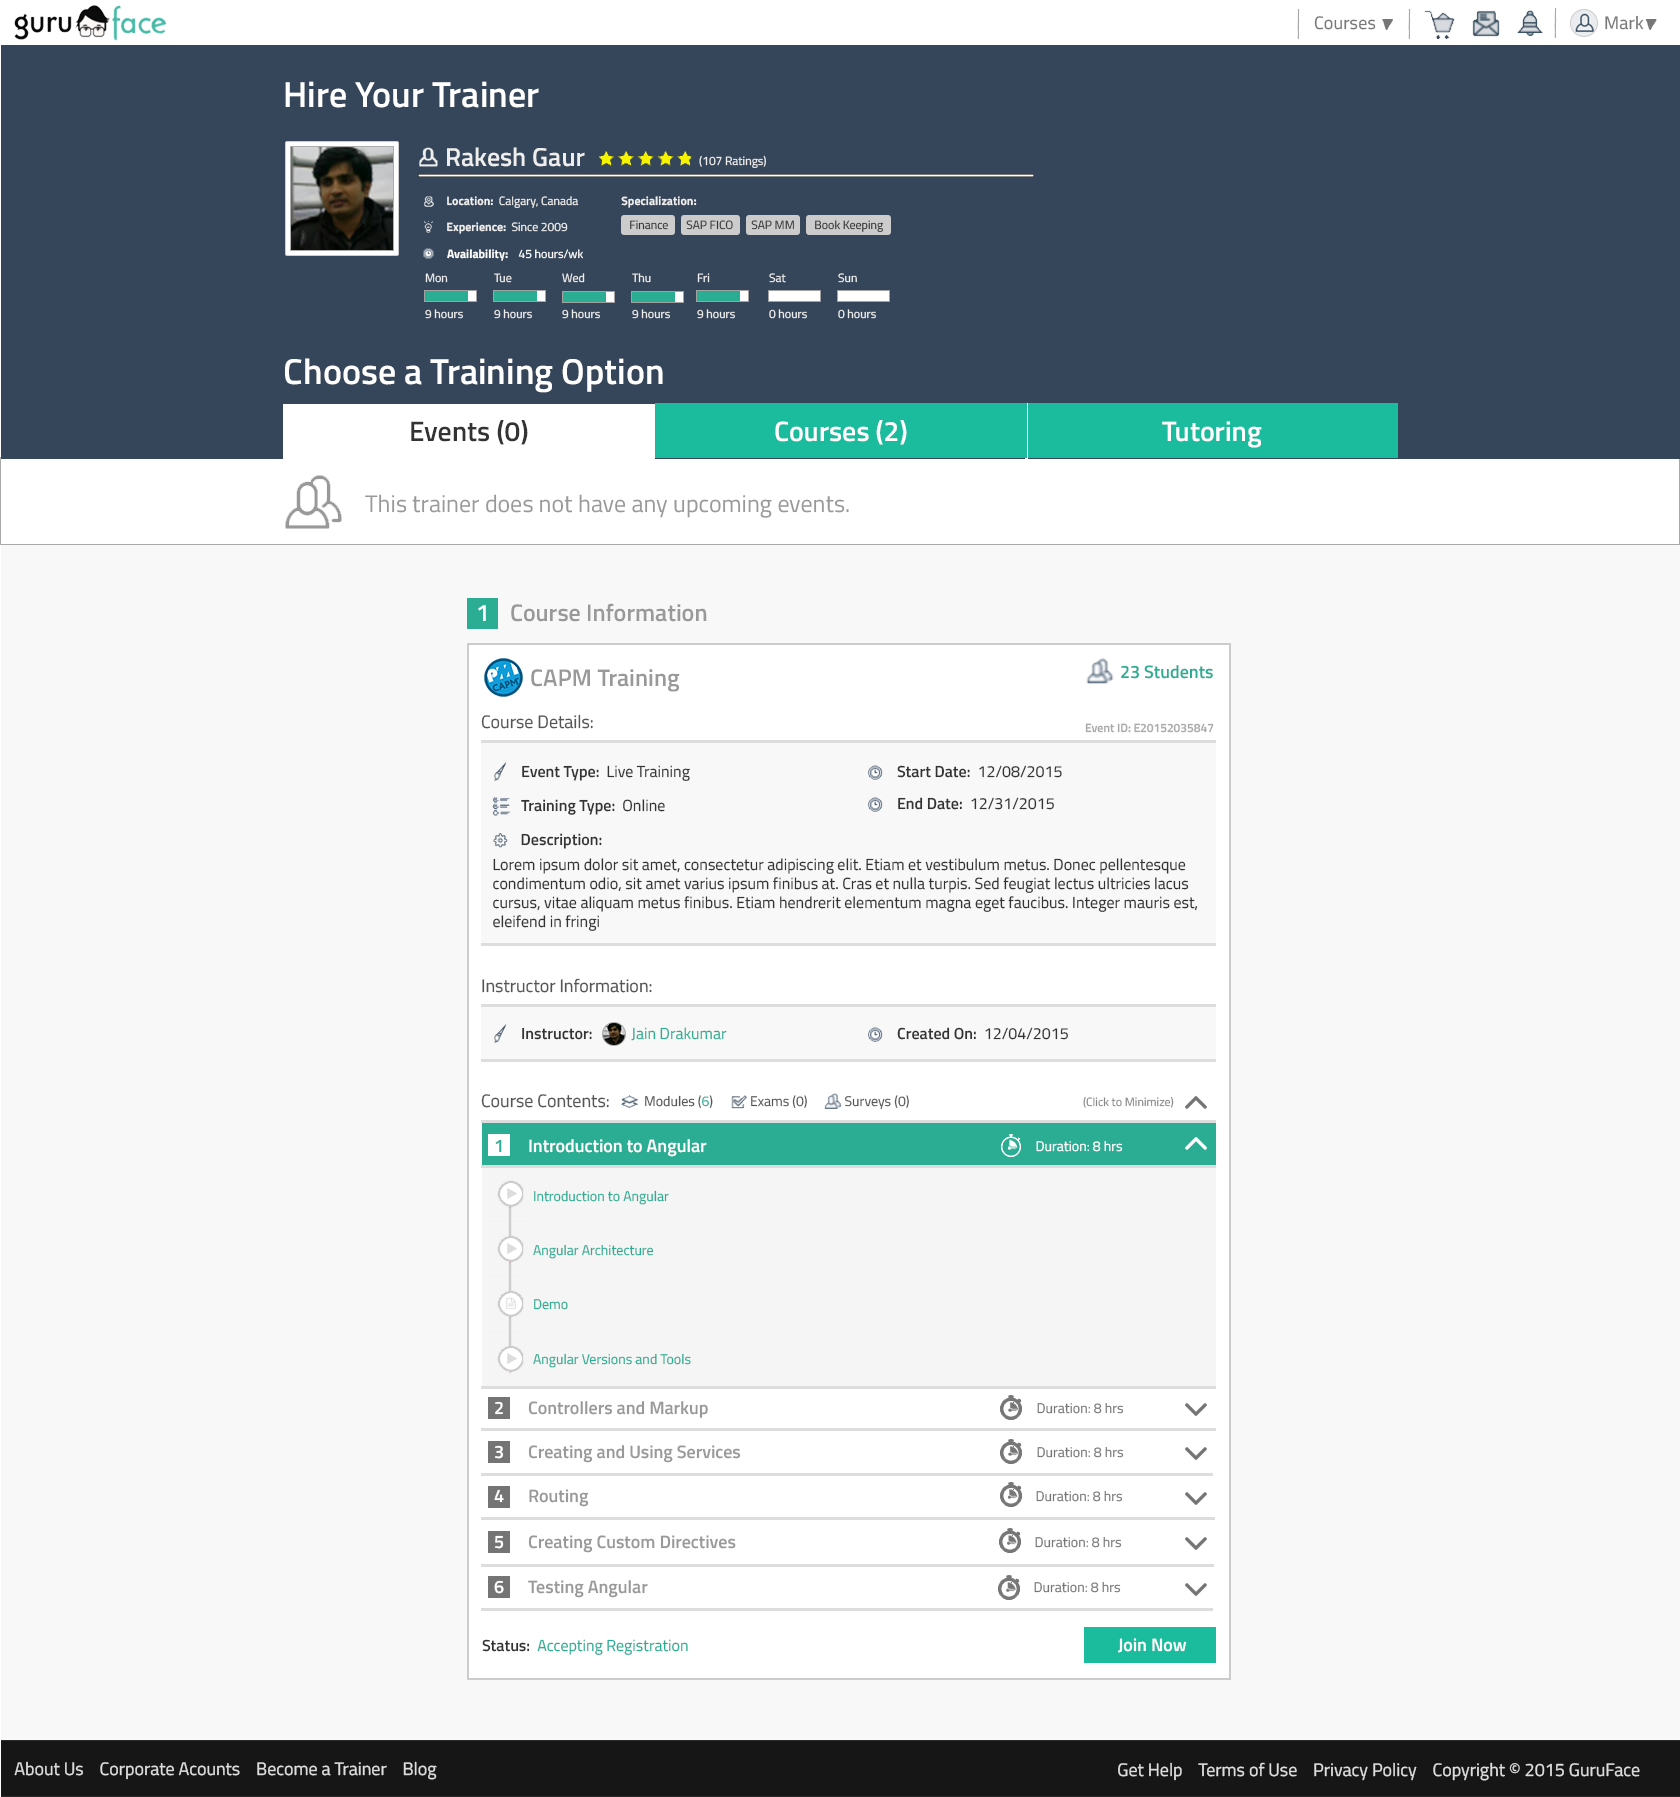 guru face
Courses
Mark
Hire Your Trainer
Rakesh Gaur (107 Ratings)
Location: Calgary, Canada
Specialization:
Experience: Since 2009
Finance SAP FICO SAP MM Book Keeping
Availability: 45 hours/wk
Mon Tue Wed Thu Fri Sat Sun
9 hours 9 hours 9 hours 9 hours 9 hours 0 hours 0 hours
Choose a Training Option
Events (0) Courses (2) Tutoring
This trainer does not have any upcoming events.
1 Course Information
PM CAPM
CAPM Training
23 Students
Course Details:
Event ID: E20152035847
Event Type: Live Training
Start Date: 12/08/2015
Training Type: Online
End Date: 12/31/2015
Description:
Lorem ipsum dolor sit amet, consectetur adipiscing elit. Etiam et vestibulum metus. Donec pellentesque
condimentum odio, sit amet varius ipsum finibus at. Cras et nulla turpis. Sed feugiat lectus ultricies lacus
cursus, vitae aliquam metus finibus. Etiam hendrerit elementum magna eget faucibus. Integer mauris est,
eleifend in fringi
Instructor Information:
Instructor: Jain Drakumar
Created On: 12/04/2015
Course Contents: Modules (6) Exams (0) Surveys (0) (Click to Minimize)
1 Introduction to Angular Duration: 8 hrs
Introduction to Angular
Angular Architecture
Demo
Angular Versions and Tools
2 Controllers and Markup Duration: 8 hrs
3 Creating and Using Services Duration: 8 hrs
4 Routing Duration: 8 hrs
5 Creating Custom Directives Duration: 8 hrs
6 Testing Angular Duration: 8 hrs
Status: Accepting Registration
Join Now
About Us Corporate Acounts Become a Trainer Blog
Get Help Terms of Use Privacy Policy Copyright © 2015 GuruFace